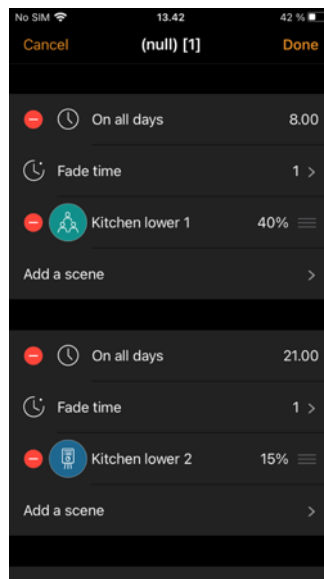 No SIM 13.42 42 %
Cancel (null) [1] Done
On all days 8.00
Fade time 1 >
Kitchen lower 1 40%
Add a scene >
On all days 21.00
Fade time 1 >
Kitchen lower 2 15%
Add a scene >